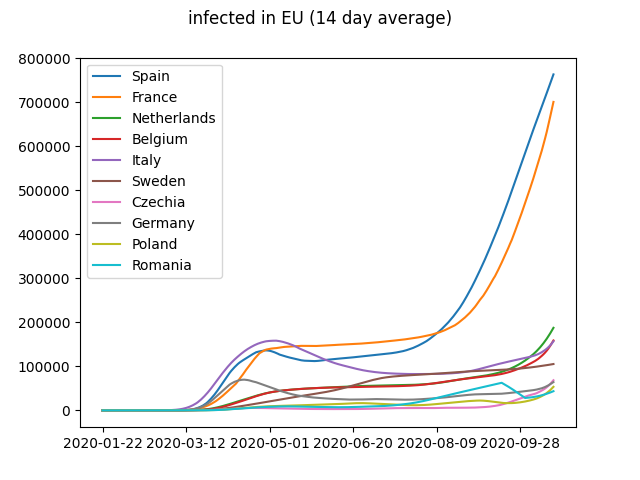 infected in EU (14 day average)
800000
700000
600000
500000
400000
300000
200000
100000
0
Spain
France
Netherlands
Belgium
Italy
Sweden
Czechia
Germany
Poland
Romania
2020-01-22 2020-03-12 2020-05-01 2020-06-20 2020-08-09 2020-09-28